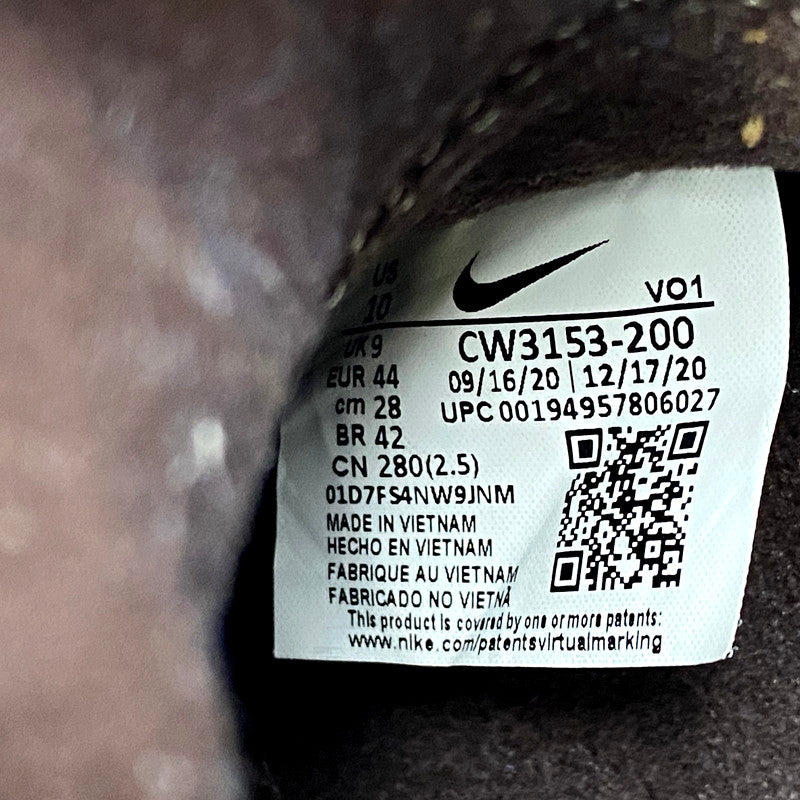 US
10
VO1
UK 9
CW3153-200
EUR 44
09/16/20 | 12/17/20
cm 28
UPC 00194957806027
BR 42
CN 280(2.5)
01D7FS4NW9JNM
MADE IN VIETNAM
HECHO EN VIETNAM
FABRIQUE AU VIETNAM
FABRICADO NO VIETNÃ
This product is covered by one or more patents:
www.nike.com/patentsvirtualmarking